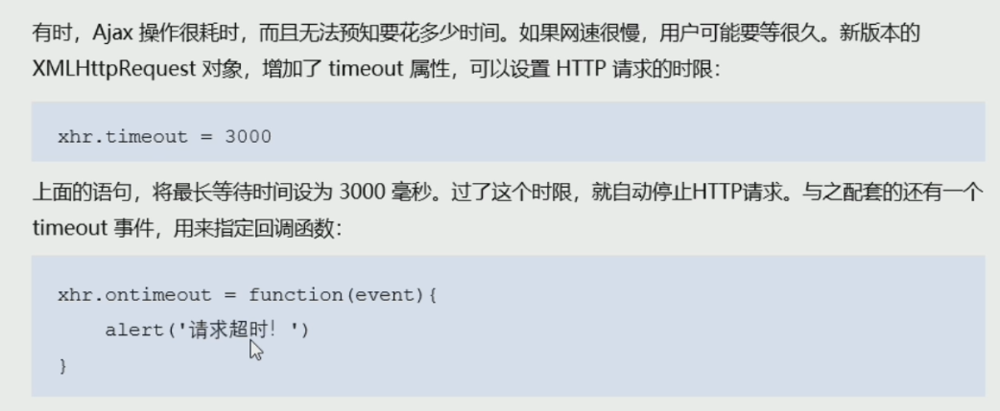 有时，Ajax 操作很耗时，而且无法预知要花多少时间。如果网速很慢，用户可能要等很久。新版本的
XMLHttpRequest 对象，增加了 timeout 属性，可以设置 HTTP 请求的时限：
xhr.timeout = 3000
上面的语句，将最长等待时间设为 3000 毫秒。过了这个时限，就自动停止HTTP请求。与之配套的还有一个
timeout 事件，用来指定回调函数：
xhr.ontimeout = function(event){
    alert('请求超时！')
}